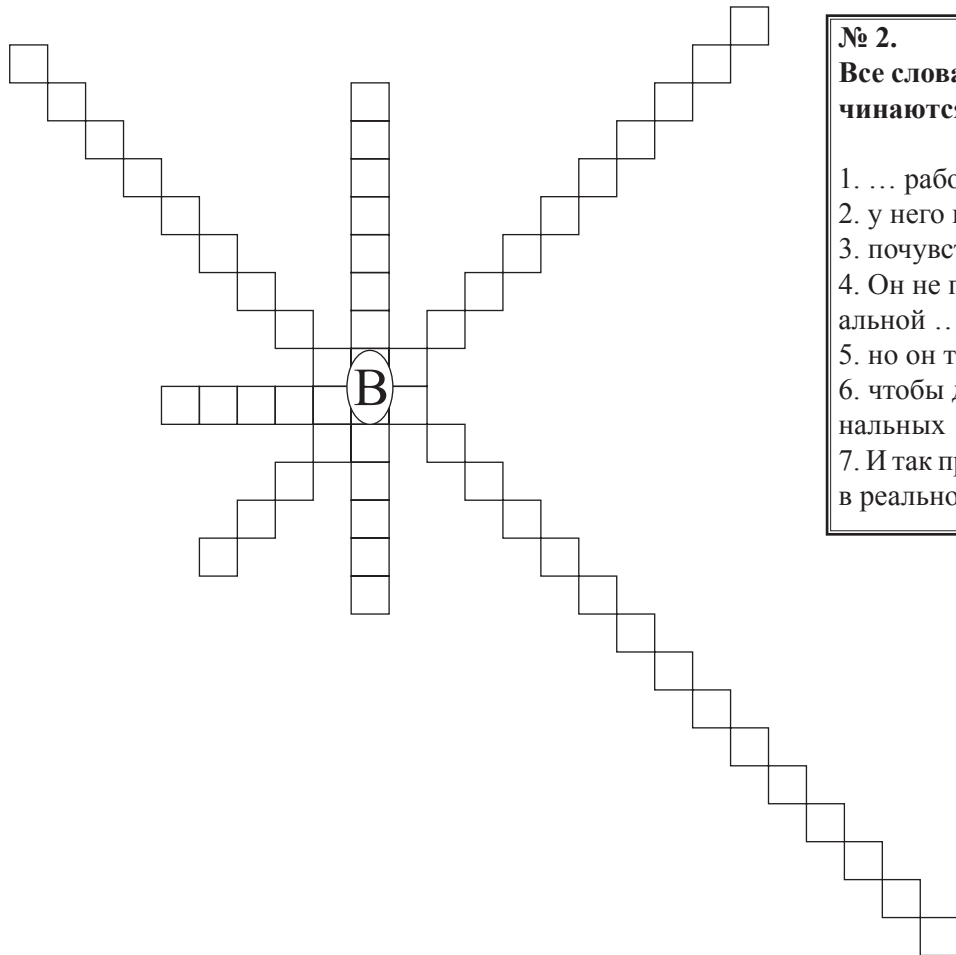 В
№ 2.
Все слова
чинаются
1. … рабо
2. у него
3. почувст
4. Он не
альной …
5. но он т
6. чтобы
нальных
7. И так пр
в реально